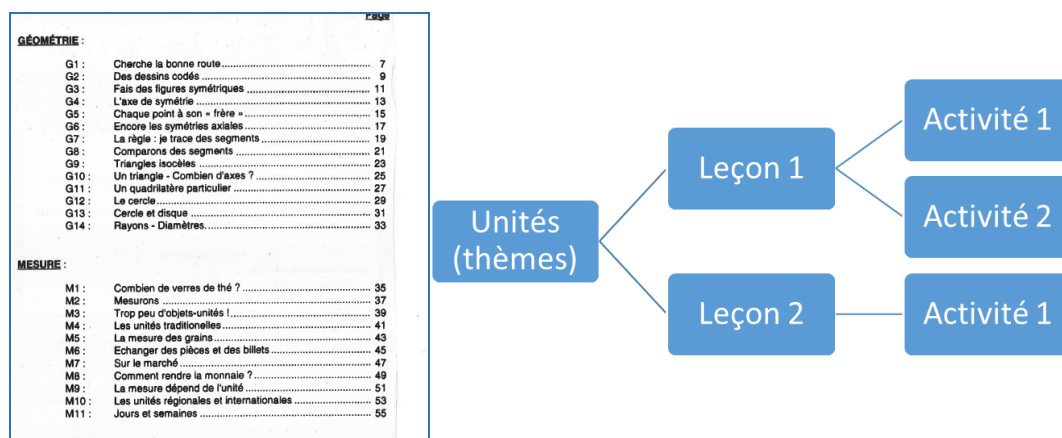 Page
GÉOMÉTRIE :
G1 : Cherche la bonne route 7
G2 : Des dessins codés 9
G3 : Fais des figures symétriques 11
G4 : L'axe de symétrie 13
G5 : Chaque point à son « frère » 15
G6 : Encore les symétries axiales 17
G7 : La règle : je trace des segments 19
G8 : Comparons des segments 21
G9 : Triangles isocèles 23
G10 : Un triangle - Combien d'axes ? 25
G11 : Un quadrilatère particulier 27
G12 : Le cercle 29
G13 : Cercle et disque 31
G14 : Rayons - Diamètres 33
MESURE :
M1 : Combien de verres de thé ? 35
M2 : Mesurons 37
M3 : Trop peu d'objets-unités ! 39
M4 : Les unités traditionelles 41
M5 : La mesure des grains 43
M6 : Echanger des pièces et des billets 45
M7 : Sur le marché 47
M8 : Comment rendre la monnaie ? 49
M9 : La mesure dépend de l'unité 51
M10 : Les unités régionales et internationales 53
M11 : Jours et semaines 55
Unités
(thèmes)
Leçon 1
Activité 1
Activité 2
Leçon 2
Activité 1